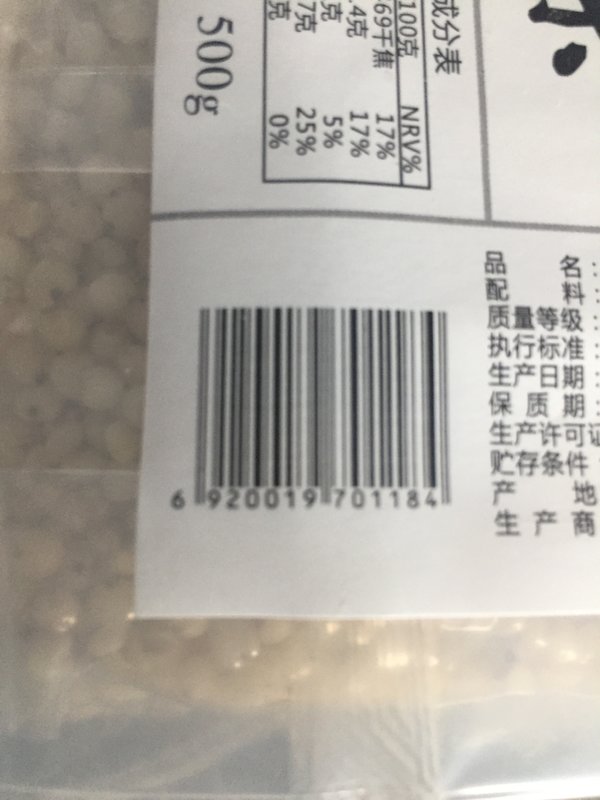 成分表
100克 NRV%
69千焦 17%
4克 17%
克 5%
7克 25%
克 0%
500g
品名：
配料：
质量等级：
执行标准：
生产日期：
保质期：
生产许可证
贮存条件
产地
生产商
6 920019 701184